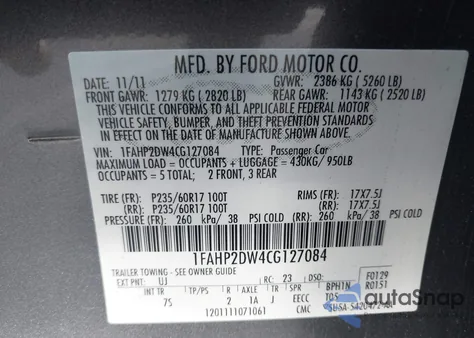 MFD. BY FORD MOTOR CO.
DATE: 11/11 GVWR: 2386 KG ( 5260 LB)
FRONT GAWR: 1279 KG ( 2820 LB) REAR GAWR: 1143 KG ( 2520 LB)
THIS VEHICLE CONFORMS TO ALL APPLICABLE FEDERAL MOTOR
VEHICLE SAFETY, BUMPER, AND THEFT PREVENTION STANDARDS
IN EFFECT ON THE DATE OF MANUFACTURE SHOWN ABOVE.
VIN: 1FAHP2DW4CG127084 TYPE: Passenger Car
MAXIMUM LOAD = OCCUPANTS + LUGGAGE = 430KG/950LB
OCCUPANTS = 5 TOTAL: 2 FRONT, 3 REAR
TIRE (FR): P235/60R17 100T RIMS (FR): 17X7.5J
(RR): P235/60R17 100T (RR): 17X7.5J
PRESSURE (FR) 260 kPa/ 38 PSI COLD (RR): 260 kPa/ 38 PSI COLD
1FAHP2DW4CG127084
TRAILER TOWING - SEE OWNERS GUIDE
EXT PNT: UJ RC: 23 DSO: F0129
INT TR TP/PS R AXLE TR R0151
7S 2 1A J EECC
1201111071061 CMC
autoSnap